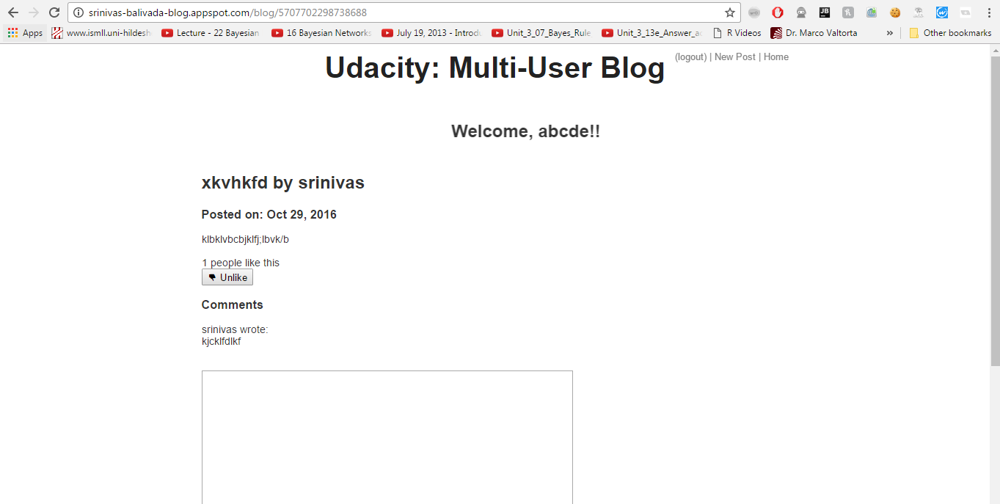 srinivas-balivada-blog.appspot.com/blog/5707702298738688
JB
Apps www.ismll.uni-hildesh Lecture - 22 Bayesian 16 Bayesian Networks July 19, 2013 - Introdu Unit_3_07_Bayes_Rule Unit_3_13e_Answer_ac R Videos Dr. Marco Valtorta » Other bookmarks
Udacity: Multi-User Blog
(logout) | New Post | Home
Welcome, abcde!!
xkvhkfd by srinivas
Posted on: Oct 29, 2016
klbklvbcbjklfj;lbvk/b
1 people like this
Unlike
Comments
srinivas wrote:
kjcklfdlkf